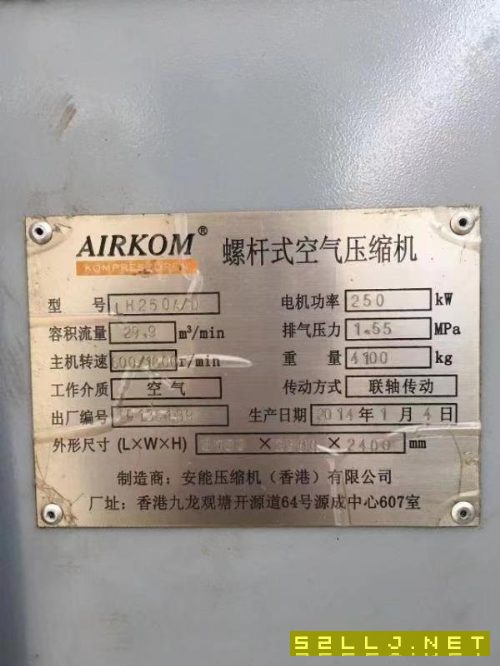 AIRKOM® 螺杆式空气压缩机
KOMPRESSOREN
型 号 LH250A/D 电机功率 250 kW
容积流量 29.9 m³/min 排气压力 1.55 MPa
主机转速 r/min 重 量 4100 kg
工作介质 空气 传动方式 联轴传动
出厂编号 生产日期 2014年1月4日
外形尺寸 (L×W×H) × × 2400 mm
制造商：安能压缩机（香港）有限公司
厂址：香港九龙观塘开源道64号源成中心607室
52LLJ.NET